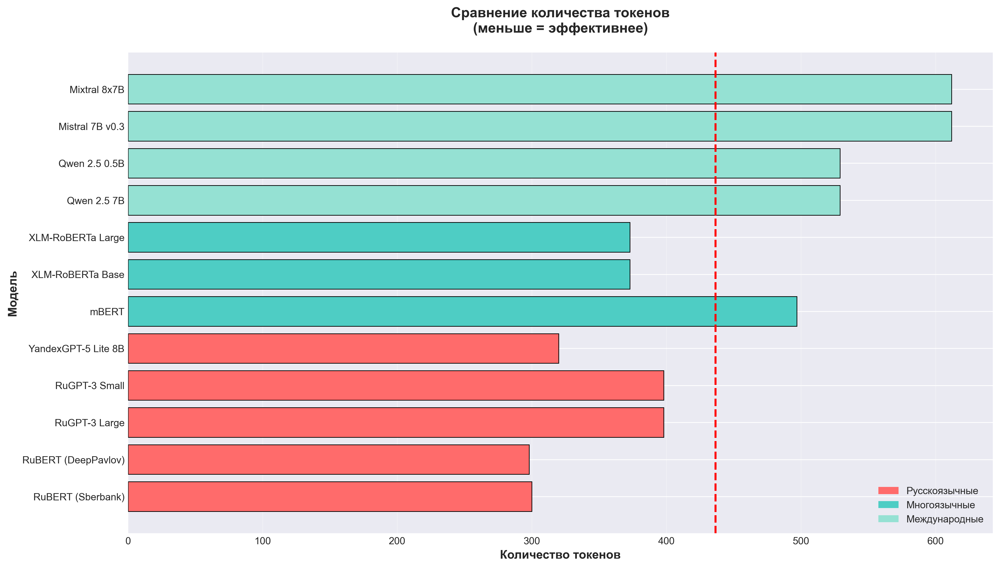 Сравнение количества токенов
(меньше = эффективнее)
Модель
Mixtral 8x7B
Mistral 7B v0.3
Qwen 2.5 0.5B
Qwen 2.5 7B
XLM-RoBERTa Large
XLM-RoBERTa Base
mBERT
YandexGPT-5 Lite 8B
RuGPT-3 Small
RuGPT-3 Large
RuBERT (DeepPavlov)
RuBERT (Sberbank)
Русскоязычные
Многоязычные
Международные
0 100 200 300 400 500 600
Количество токенов